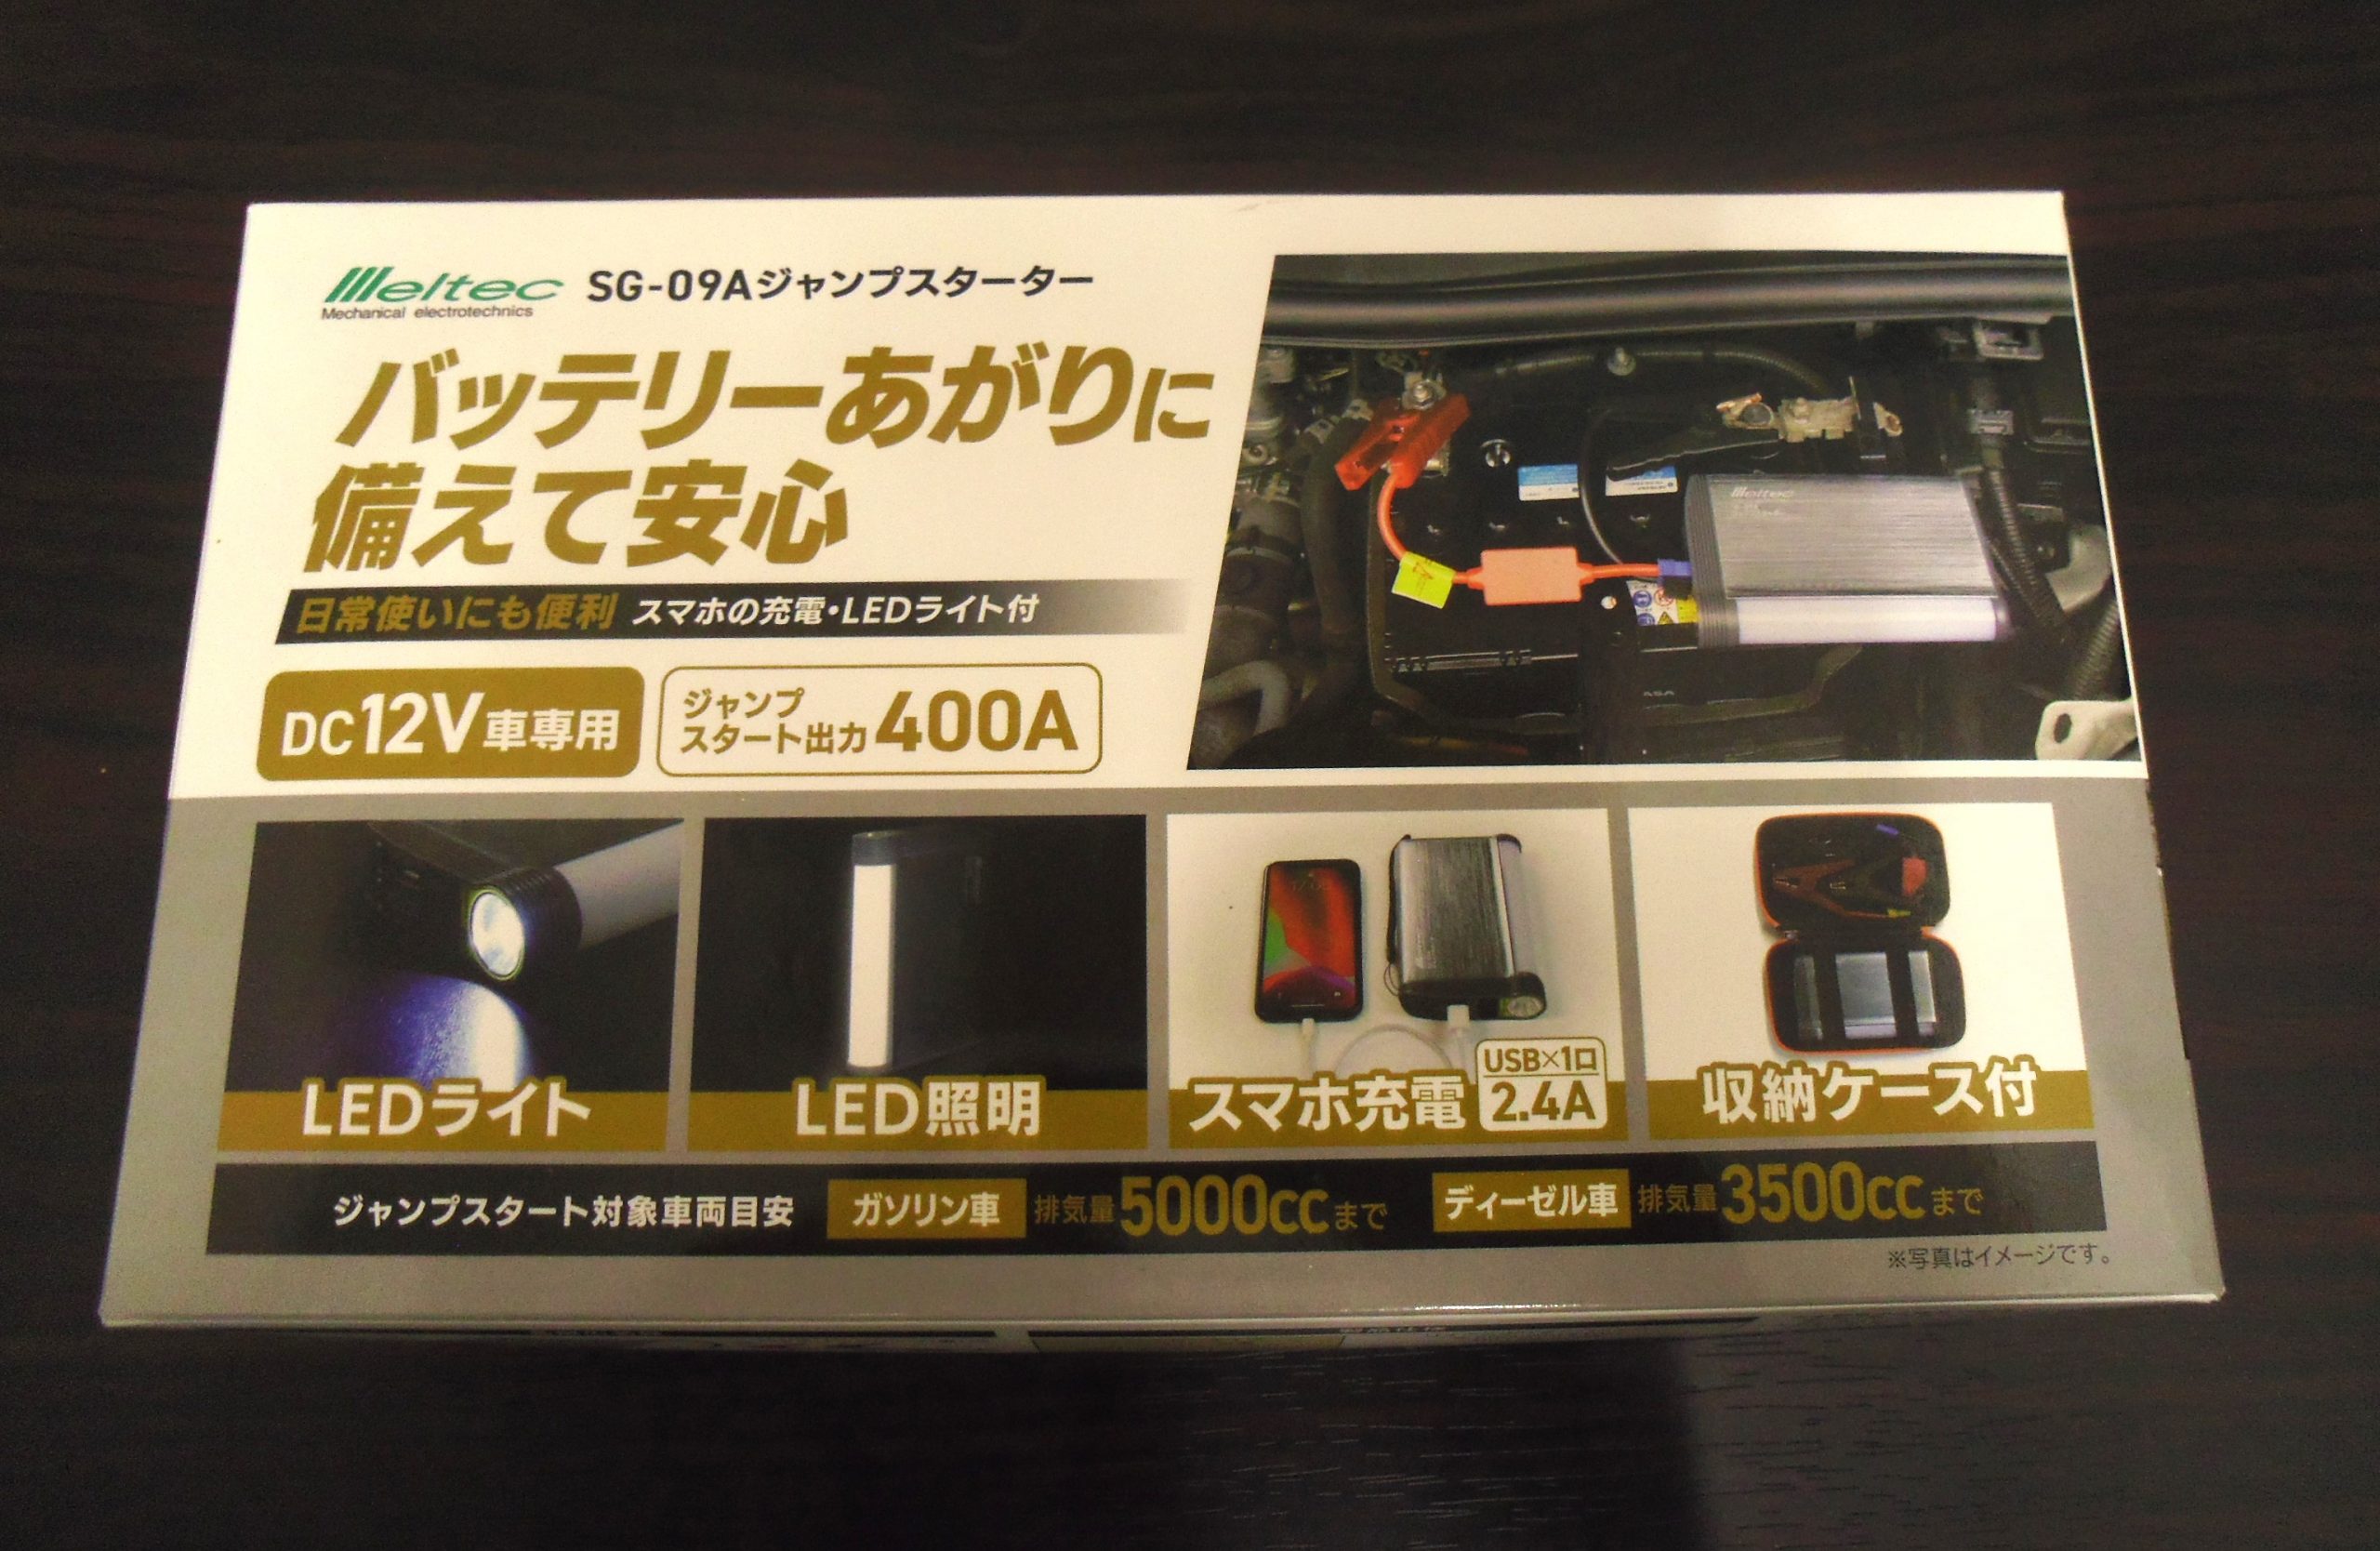 Meltec SG-09Aジャンプスターター
Mechanical electrotechnics
バッテリーあがりに
備えて安心
日常使いにも便利 スマホの充電・LEDライト付
DC12V車専用
ジャンプ
スタート出力 400A
Meltec
LEDライト
LED照明
スマホ充電 USB×1口
2.4A
収納ケース付
ジャンプスタート対象車両目安 ガソリン車 排気量5000ccまで ディーゼル車 排気量3500ccまで
※写真はイメージです。